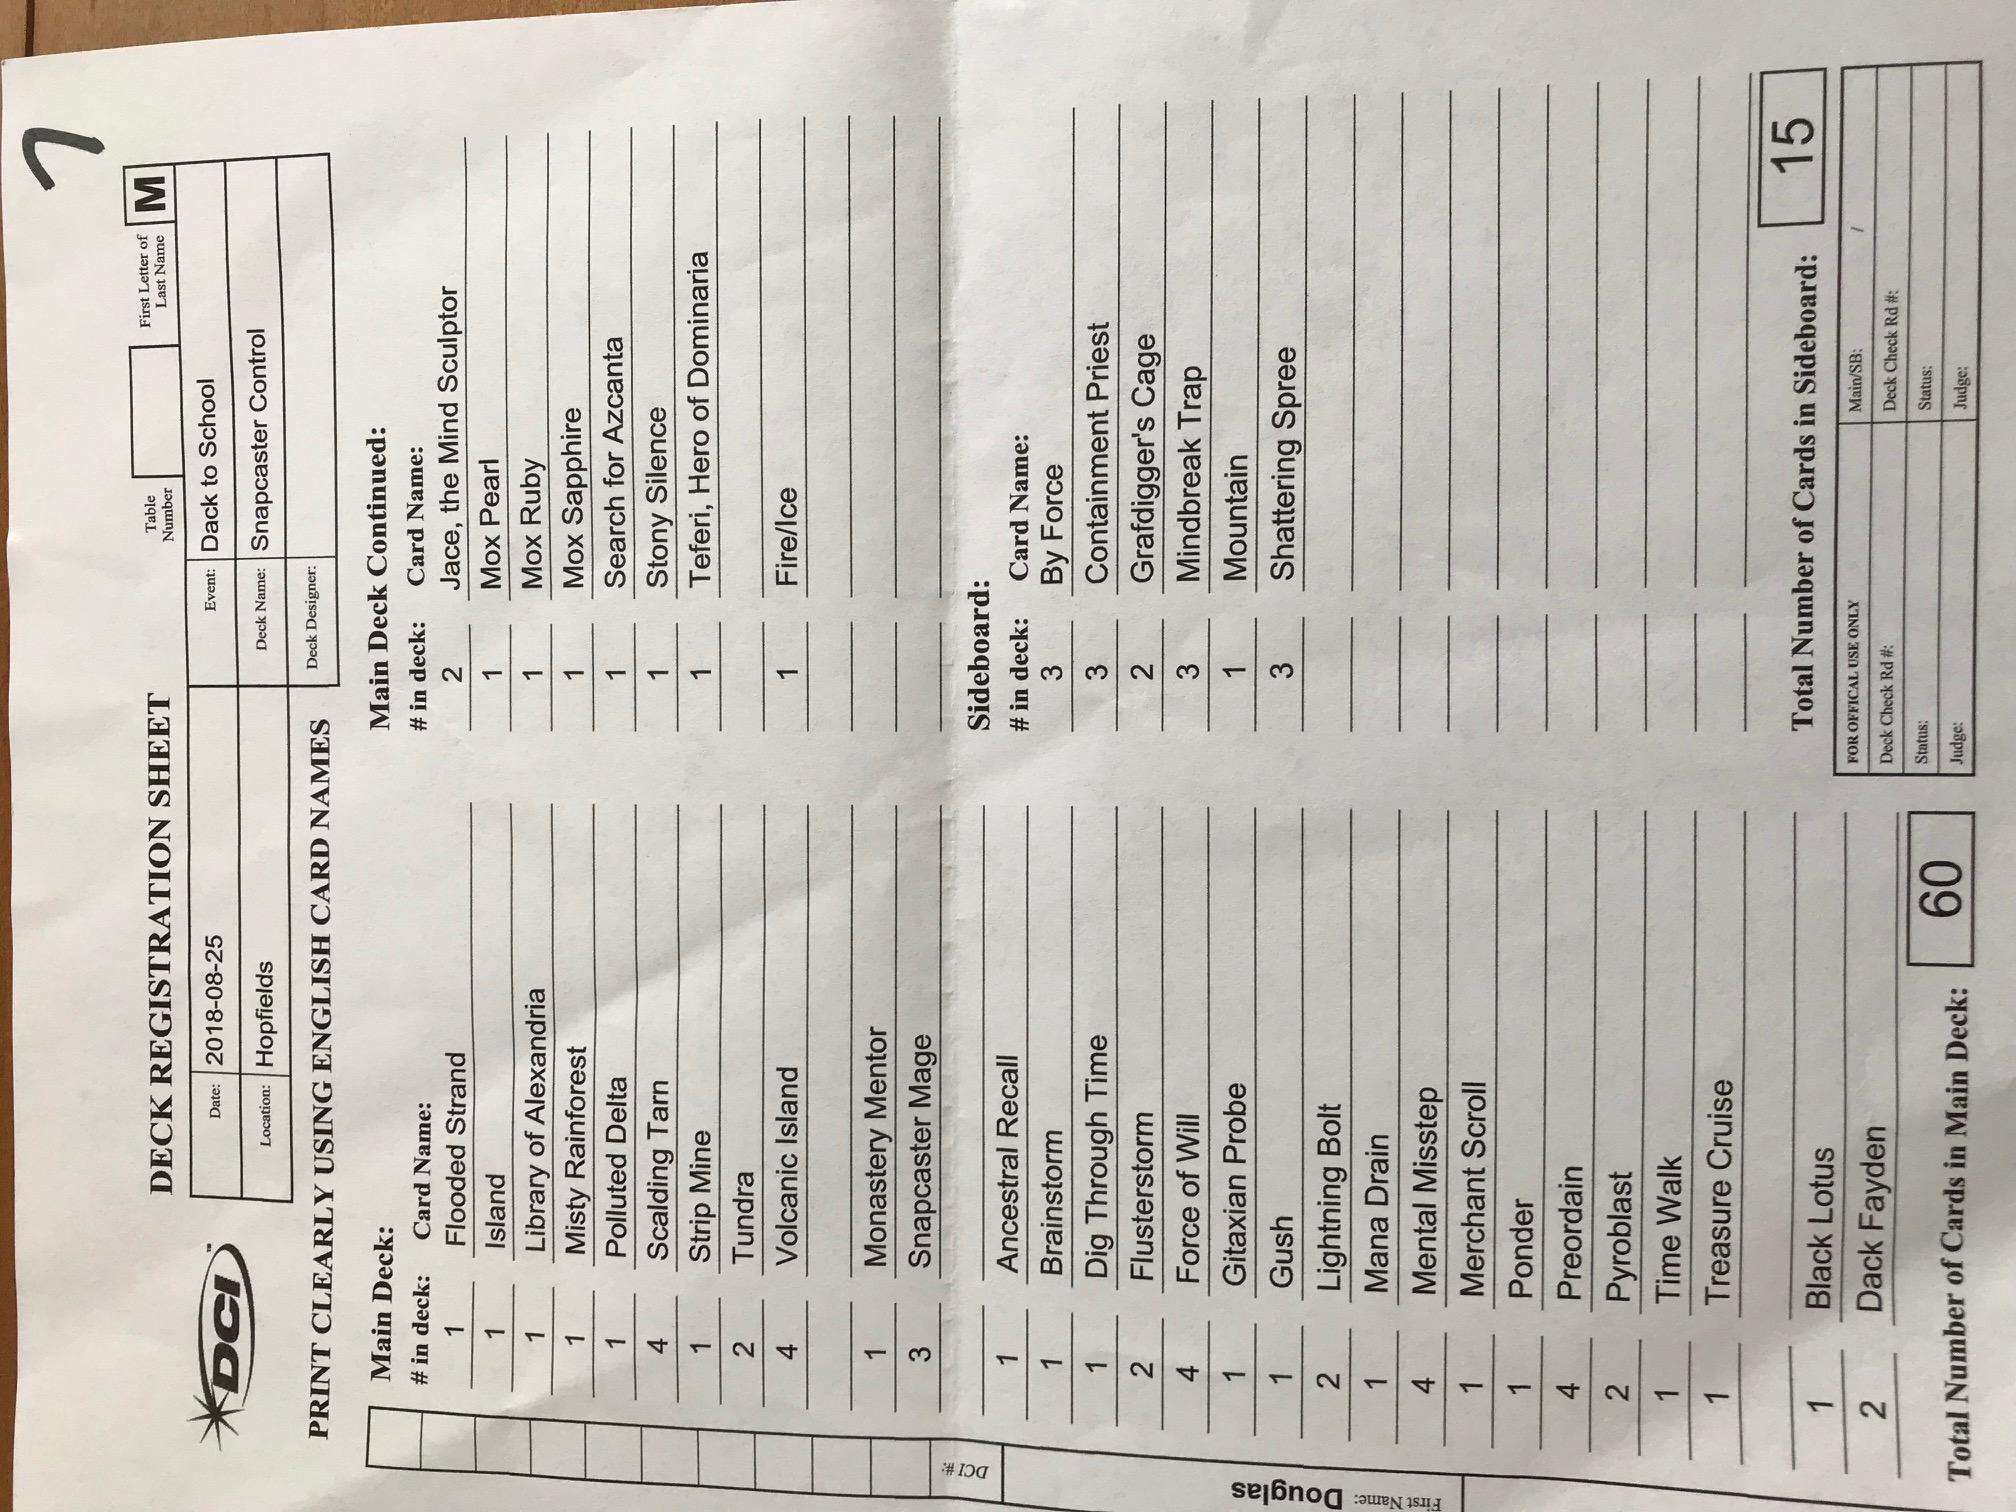 7
DECK REGISTRATION SHEET
Table Number
First Letter of Last Name
M
DCI™
Date: 2018-08-25
Event: Dack to School
Location: Hopfields
Deck Name: Snapcaster Control
Deck Designer:
PRINT CLEARLY USING ENGLISH CARD NAMES
Main Deck:
# in deck: Card Name:
1 Flooded Strand
1 Island
1 Library of Alexandria
1 Misty Rainforest
1 Polluted Delta
4 Scalding Tarn
1 Strip Mine
2 Tundra
4 Volcanic Island
1 Monastery Mentor
3 Snapcaster Mage
1 Ancestral Recall
1 Brainstorm
1 Dig Through Time
2 Flusterstorm
4 Force of Will
1 Gitaxian Probe
1 Gush
2 Lightning Bolt
1 Mana Drain
4 Mental Misstep
1 Merchant Scroll
1 Ponder
4 Preordain
2 Pyroblast
1 Time Walk
1 Treasure Cruise
1 Black Lotus
2 Dack Fayden
Total Number of Cards in Main Deck: 60
Main Deck Continued:
# in deck: Card Name:
2 Jace, the Mind Sculptor
1 Mox Pearl
1 Mox Ruby
1 Mox Sapphire
1 Search for Azcanta
1 Stony Silence
1 Teferi, Hero of Dominaria
1 Fire/Ice
Sideboard:
# in deck: Card Name:
3 By Force
3 Containment Priest
2 Grafdigger's Cage
3 Mindbreak Trap
1 Mountain
3 Shattering Spree
Total Number of Cards in Sideboard: 15
FOR OFFICAL USE ONLY
Main/SB: /
Deck Check Rd #:
Deck Check Rd #:
Status:
Status:
Judge:
Judge:
DCI #:
First Name: Douglas